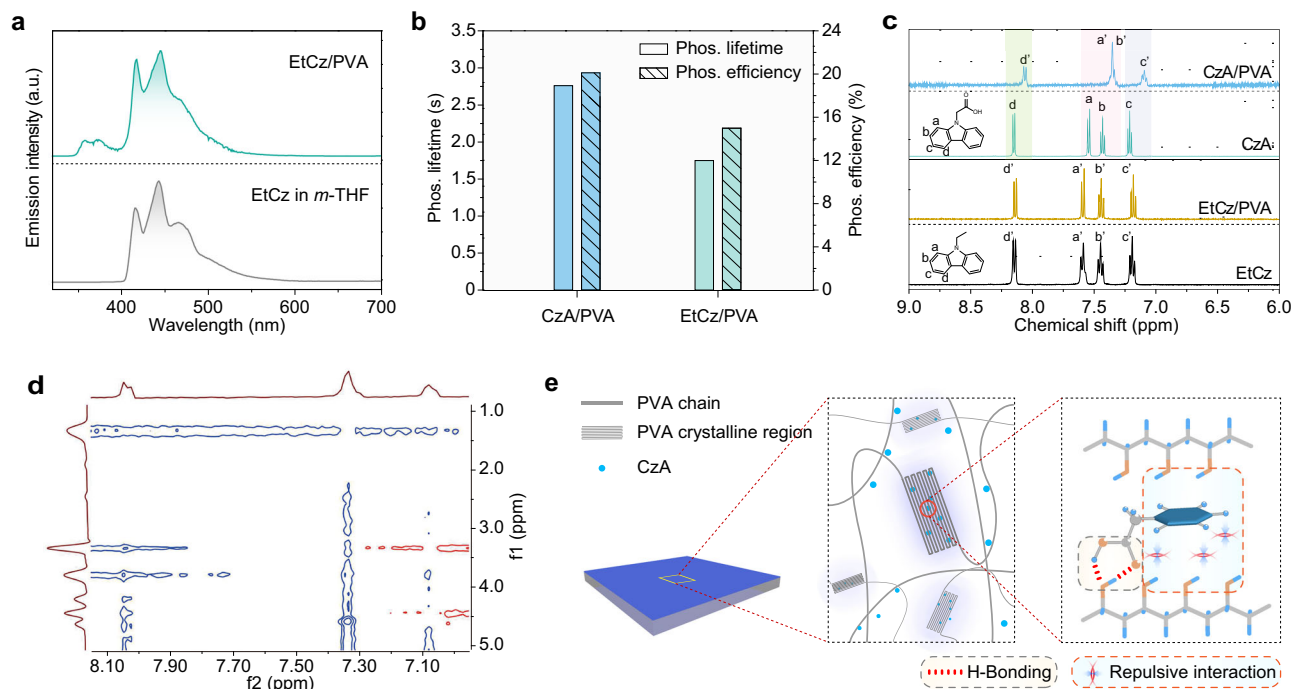 a
Emission intensity (a.u.)
EtCz/PVA
EtCz in m-THF
400
500
600
700
Wavelength (nm)
b
Phos. lifetime (s)
3.5
3.0
2.5
2.0
1.5
1.0
0.5
0
Phos. lifetime
Phos. efficiency
24
20
16
12
8
4
0
Phos. efficiency (%)
CzA/PVA
EtCz/PVA
c
d'
a'
b'
c'
CzA/PVA
O
OH
N
a
b
c
d
d
a
b
c
CzA
d'
a'
b'
c'
EtCz/PVA
N
a
b
c
d
d'
a'
b'
c'
EtCz
9.0
8.5
8.0
7.5
7.0
6.5
6.0
Chemical shift (ppm)
d
1.0
2.0
3.0
4.0
5.0
f1 (ppm)
8.10
7.90
7.70
7.50
7.30
7.10
f2 (ppm)
e
PVA chain
PVA crystalline region
CzA
H-Bonding
Repulsive interaction